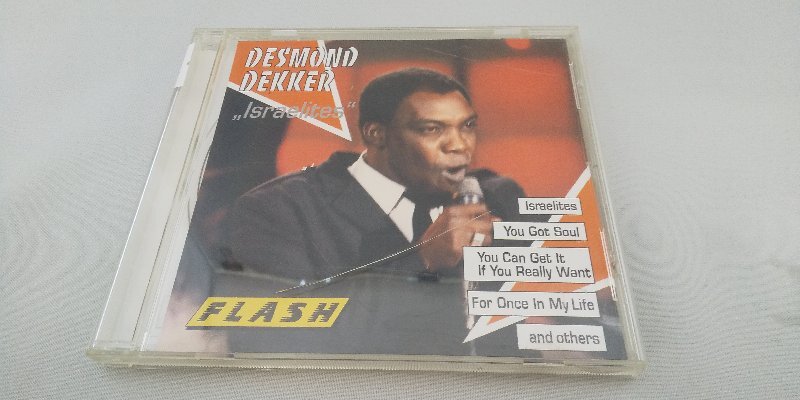 DESMOND
DEKKER
„Israelites“
Israelites
You Got Soul
You Can Get It
If You Really Want
For Once In My Life
and others
FLASH